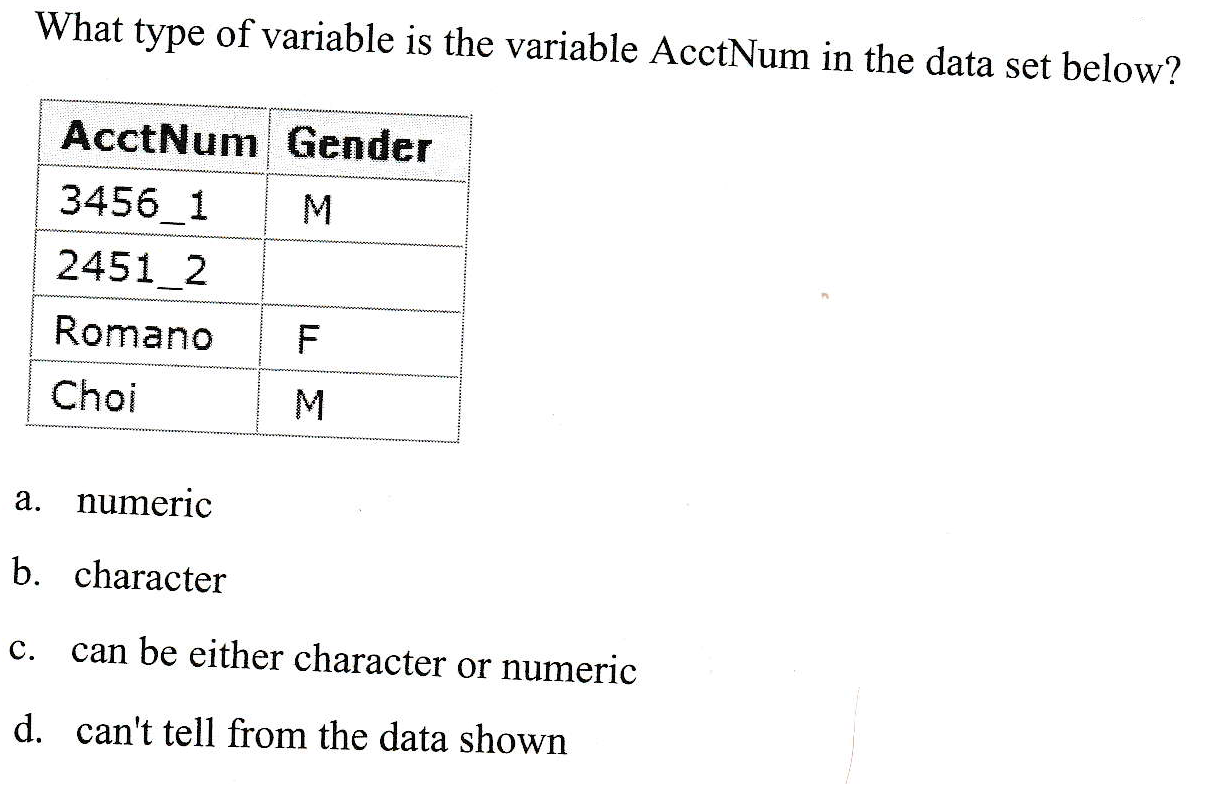 What type of variable is the variable AcctNum in the data set below?
AcctNum Gender
3456_1 M
2451_2
Romano F
Choi M
a. numeric
b. character
c. can be either character or numeric
d. can't tell from the data shown